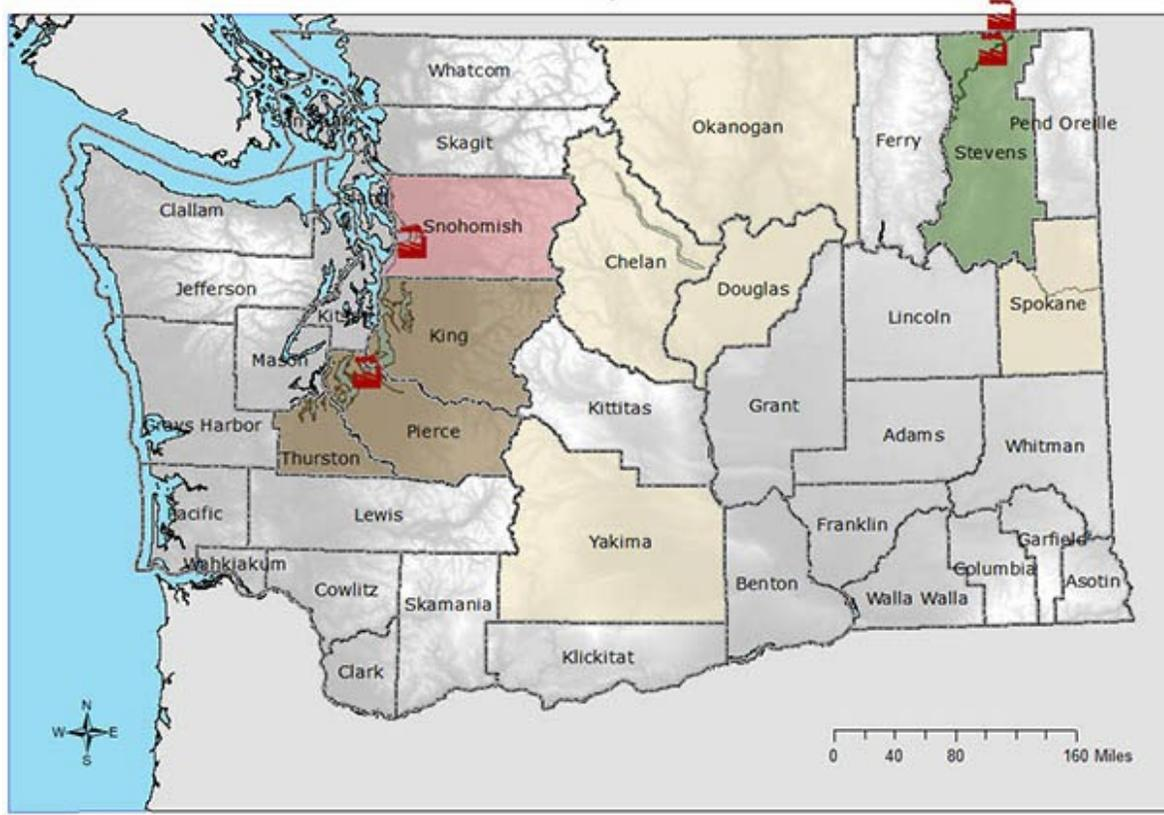 Whatcom
Okanogan
Pend Oreille
Ferry
Skagit
Stevens
Clallam
Snohomish
Chelan
Jefferson
Douglas
Spokane
Lincoln
King
Mason
Kittitas
Grant
Grays Harbor
Pierce
Adams
Whitman
Thurston
Pacific
Lewis
Franklin
Yakima
Garfield
Wahkiakum
Columbia
Benton
Asotin
Cowlitz
Skamania
Walla Walla
Klickitat
Clark
N
W E
S
0 40 80 160 Miles